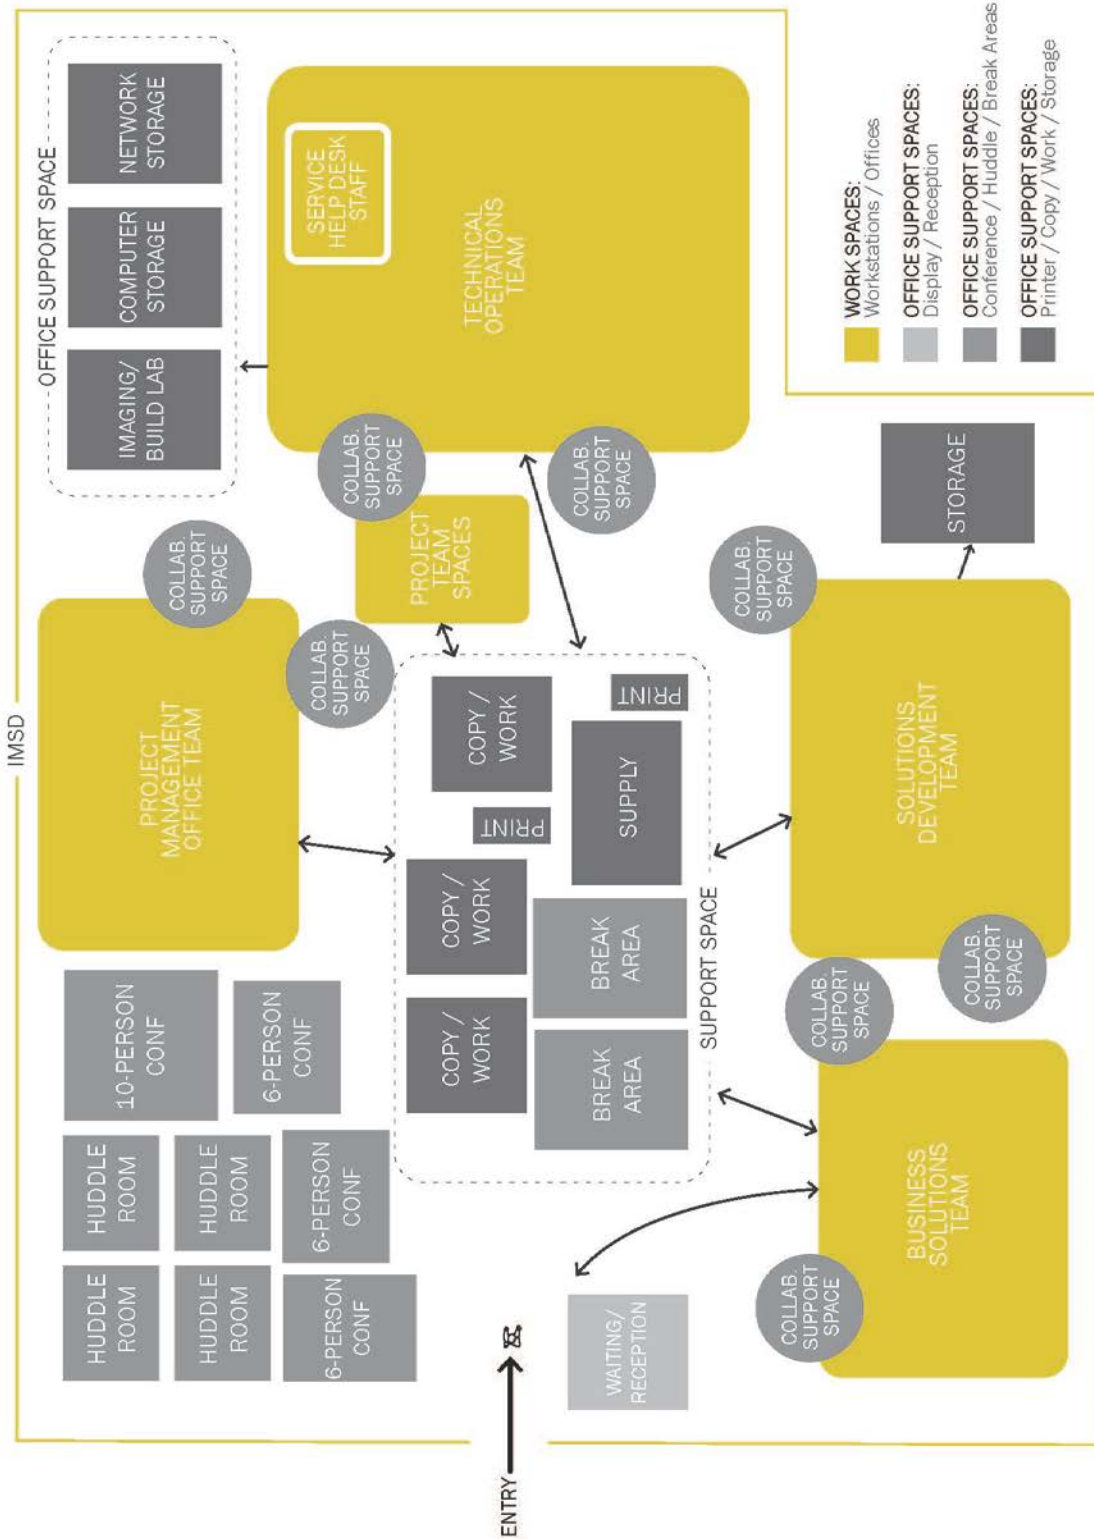 IMSD
OFFICE SUPPORT SPACE
IMAGING/
BUILD LAB
COMPUTER
STORAGE
NETWORK
STORAGE
HUDDLE
ROOM
HUDDLE
ROOM
10-PERSON
CONF
HUDDLE
ROOM
HUDDLE
ROOM
6-PERSON
CONF
6-PERSON
CONF
6-PERSON
CONF
PROJECT
MANAGEMENT
OFFICE TEAM
COLLAB.
SUPPORT
SPACE
COLLAB.
SUPPORT
SPACE
PROJECT
TEAM
SPACES
COLLAB.
SUPPORT
SPACE
SERVICE
HELP DESK
STAFF
TECHNICAL
OPERATIONS
TEAM
COLLAB.
SUPPORT
SPACE
ENTRY
WAITING/
RECEPTION
COPY /
WORK
COPY /
WORK
COPY /
WORK
PRINT
BREAK
AREA
BREAK
AREA
SUPPLY
PRINT
SUPPORT SPACE
COLLAB.
SUPPORT
SPACE
BUSINESS
SOLUTIONS
TEAM
COLLAB.
SUPPORT
SPACE
COLLAB.
SUPPORT
SPACE
SOLUTIONS
DEVELOPMENT
TEAM
COLLAB.
SUPPORT
SPACE
STORAGE
WORK SPACES:
Workstations / Offices
OFFICE SUPPORT SPACES:
Display / Reception
OFFICE SUPPORT SPACES:
Conference / Huddle / Break Areas
OFFICE SUPPORT SPACES:
Printer / Copy / Work / Storage